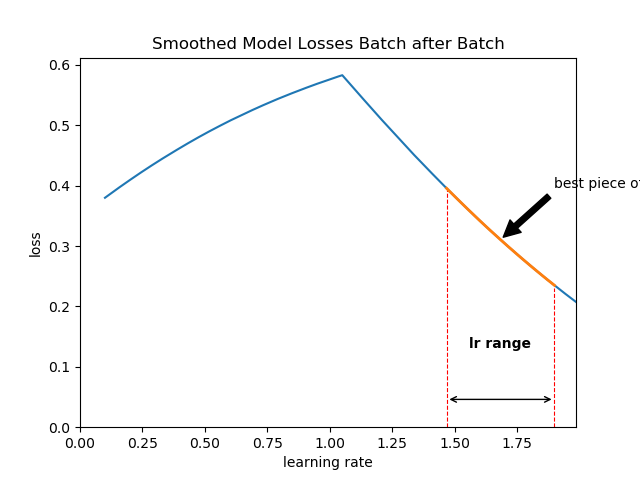 Smoothed Model Losses Batch after Batch
0.6
0.5
0.4
0.3
0.2
0.1
0.0
loss
best piece of
lr range
0.00 0.25 0.50 0.75 1.00 1.25 1.50 1.75
learning rate